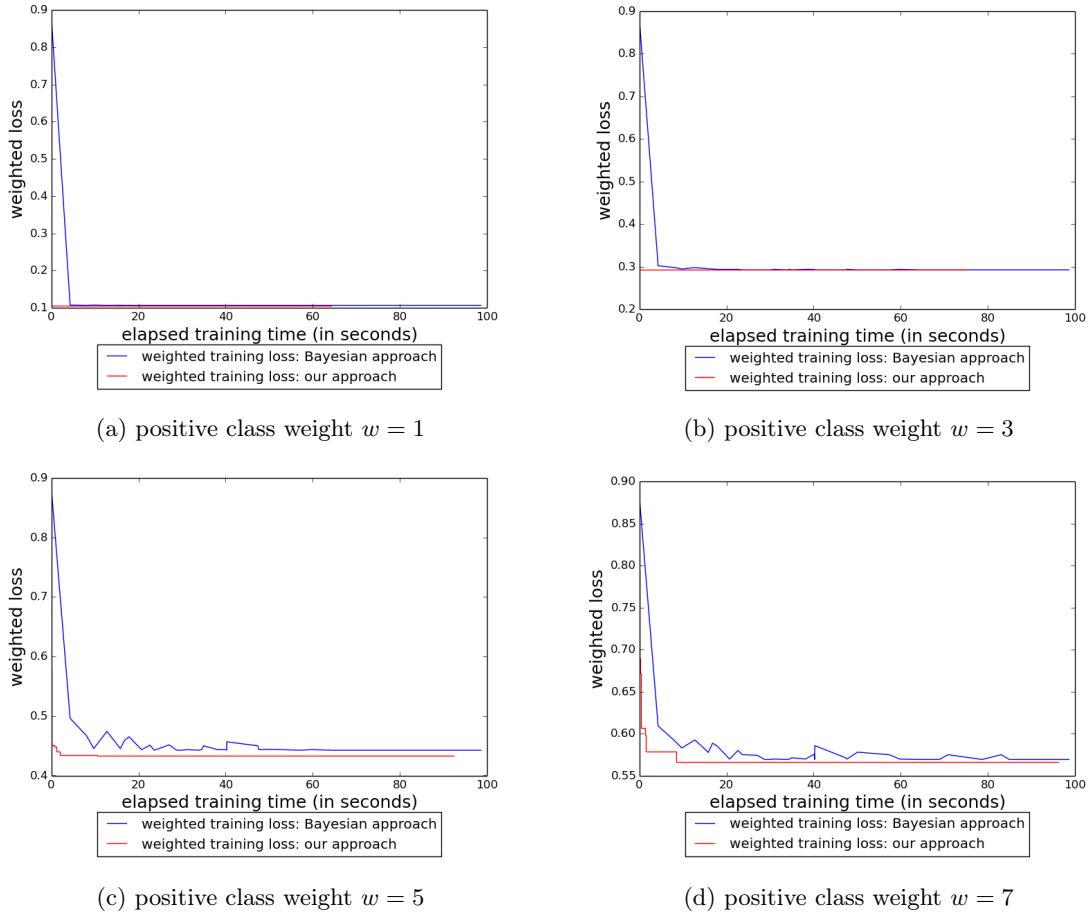 0.9
0.8
0.7
0.6
0.5
0.4
0.3
0.2
0.1
weighted loss
0 20 40 60 80 100
elapsed training time (in seconds)
weighted training loss: Bayesian approach
weighted training loss: our approach
(a) positive class weight w = 1
0.9
0.8
0.7
0.6
0.5
0.4
0.3
0.2
weighted loss
0 20 40 60 80 100
elapsed training time (in seconds)
weighted training loss: Bayesian approach
weighted training loss: our approach
(b) positive class weight w = 3
0.9
0.8
0.7
0.6
0.5
0.4
weighted loss
0 20 40 60 80 100
elapsed training time (in seconds)
weighted training loss: Bayesian approach
weighted training loss: our approach
(c) positive class weight w = 5
0.90
0.85
0.80
0.75
0.70
0.65
0.60
0.55
weighted loss
0 20 40 60 80 100
elapsed training time (in seconds)
weighted training loss: Bayesian approach
weighted training loss: our approach
(d) positive class weight w = 7